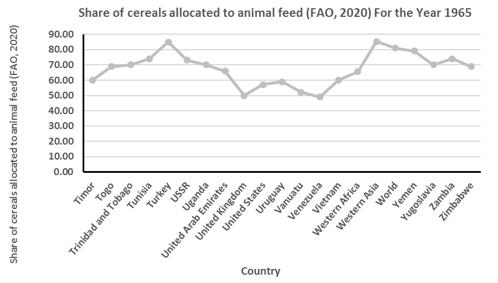 Share of cereals allocated to animal feed (FAO, 2020) For the Year 1965
Share of cereals allocated to animal feed (FAO, 2020)
90.00
80.00
70.00
60.00
50.00
40.00
30.00
20.00
10.00
0.00
Timor
Togo
Trinidad and Tobago
Tunisia
Turkey
USSR
Uganda
United Arab Emirates
United Kingdom
United States
Uruguay
Vanuatu
Venezuela
Vietnam
Western Africa
Western Asia
World
Yemen
Yugoslavia
Zambia
Zimbabwe
Country